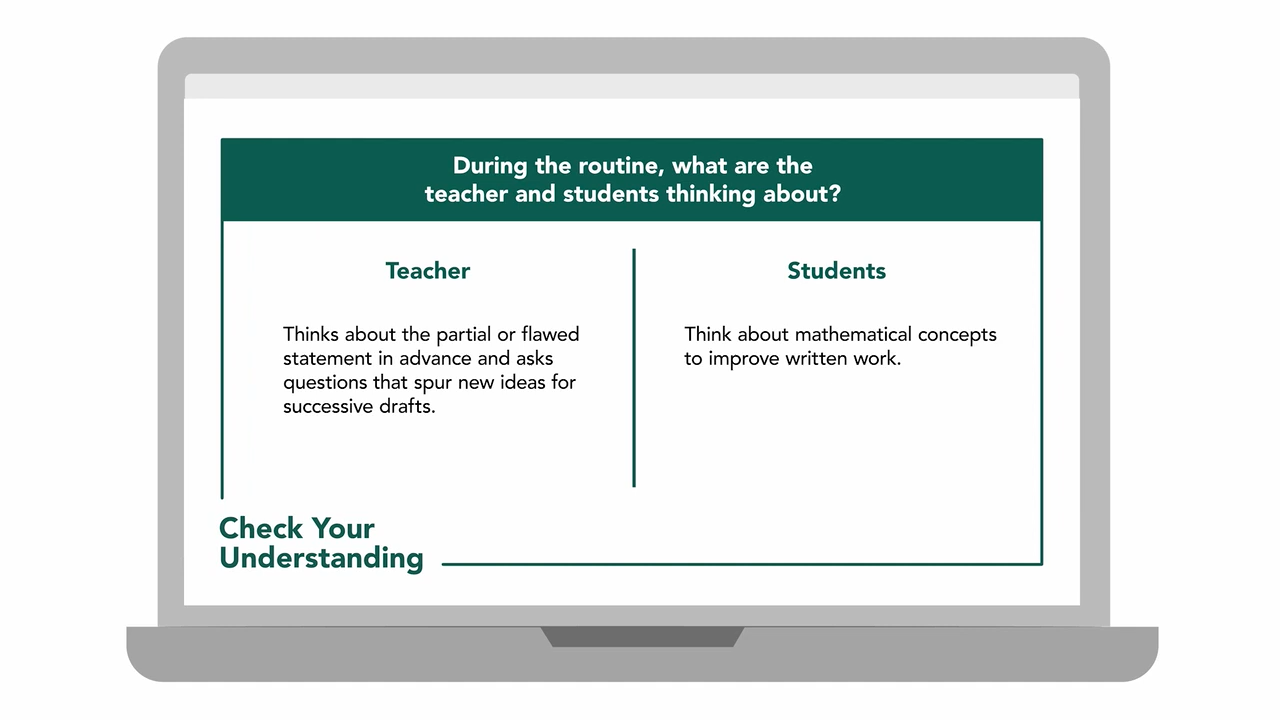 During the routine, what are the
teacher and students thinking about?
Teacher
Thinks about the partial or flawed
statement in advance and asks
questions that spur new ideas for
successive drafts.
Students
Think about mathematical concepts
to improve written work.
Check Your
Understanding